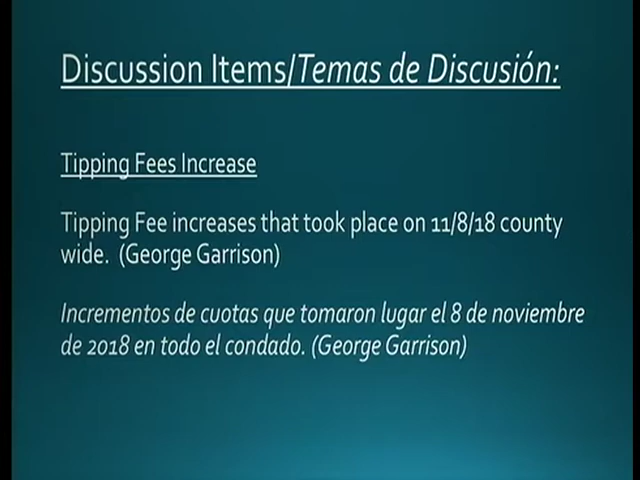 Discussion Items/Temas de Discusión:
Tipping Fees Increase
Tipping Fee increases that took place on 11/8/18 county
wide. (George Garrison)
Incrementos de cuotas que tomaron lugar el 8 de noviembre
de 2018 en todo el condado. (George Garrison)